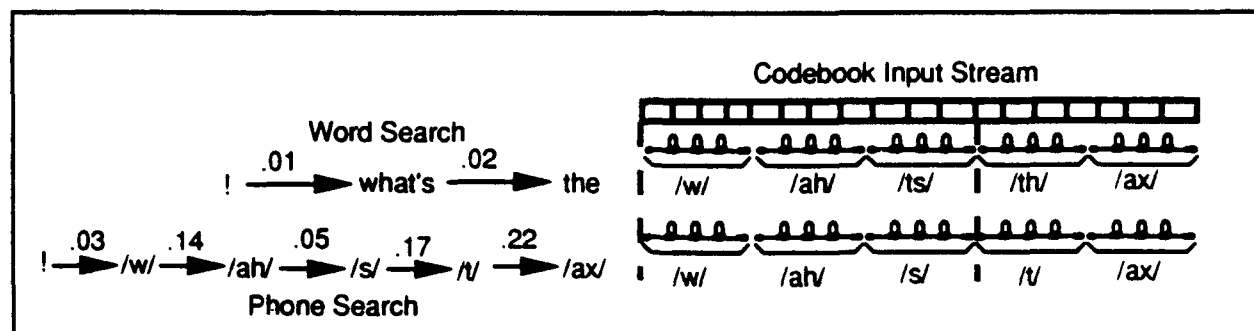 Codebook Input Stream
Word Search
! .01 what's .02 the
/w/ /ah/ /ts/ /th/ /ax/
! .03 /w/ .14 /ah/ .05 /s/ .17 /t/ .22 /ax/
/w/ /ah/ /s/ /t/ /ax/
Phone Search